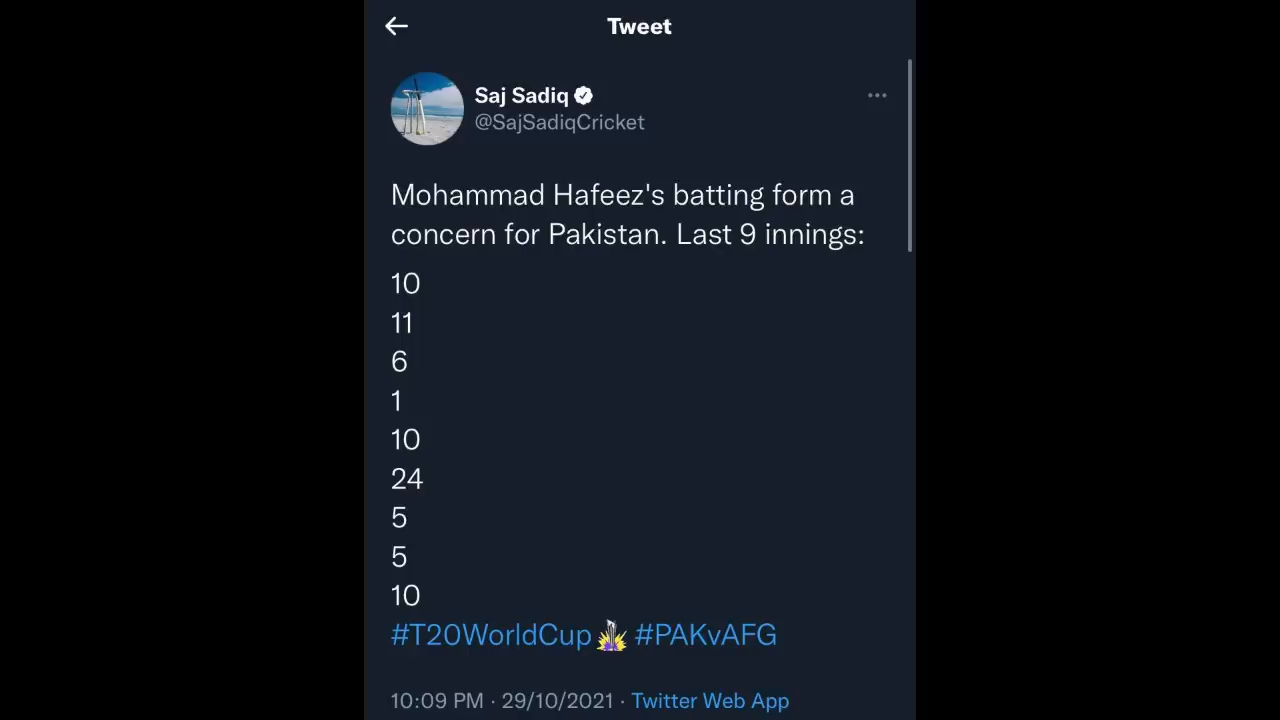 Tweet
Saj Sadiq
@SajSadiqCricket
Mohammad Hafeez's batting form a
concern for Pakistan. Last 9 innings:
10
11
6
1
10
24
5
5
10
#T20WorldCup #PAKvAFG
10:09 PM · 29/10/2021 · Twitter Web App